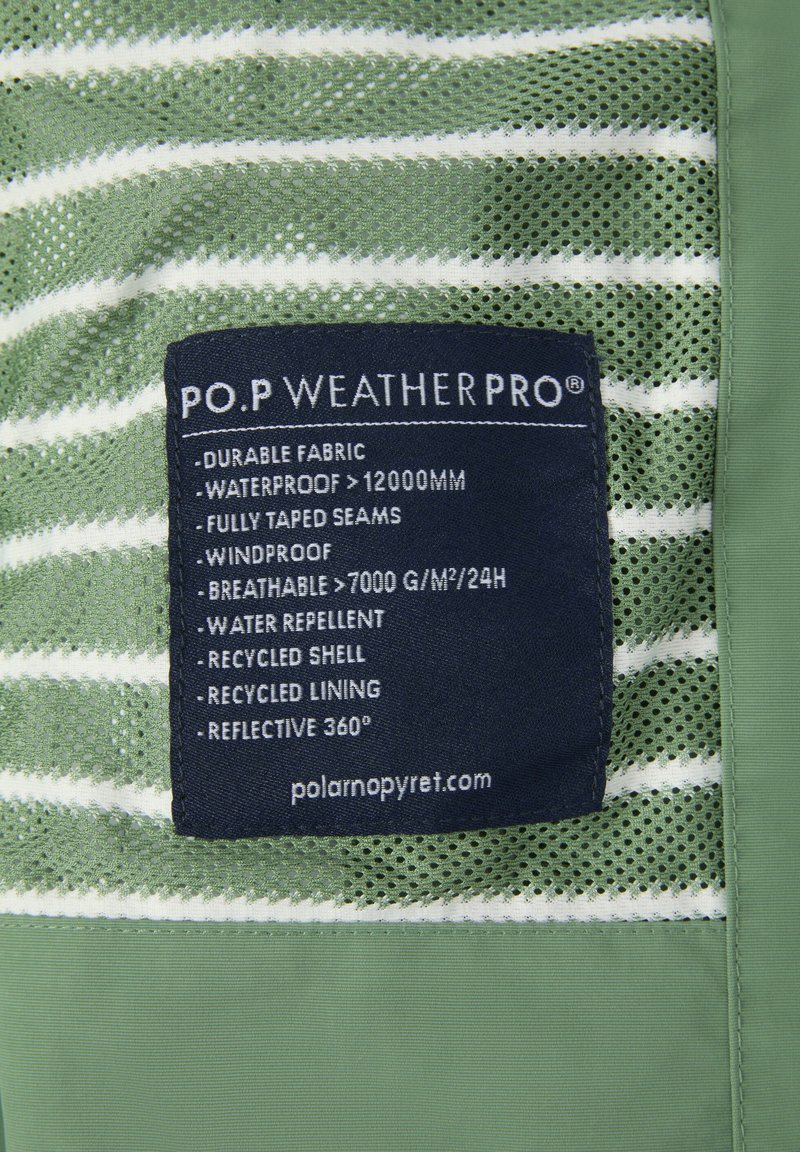 PO.P WEATHERPRO®
-DURABLE FABRIC
-WATERPROOF >12000MM
-FULLY TAPED SEAMS
-WINDPROOF
-BREATHABLE >7000 G/M²/24H
-WATER REPELLENT
-RECYCLED SHELL
-RECYCLED LINING
-REFLECTIVE 360°
polarnopyret.com